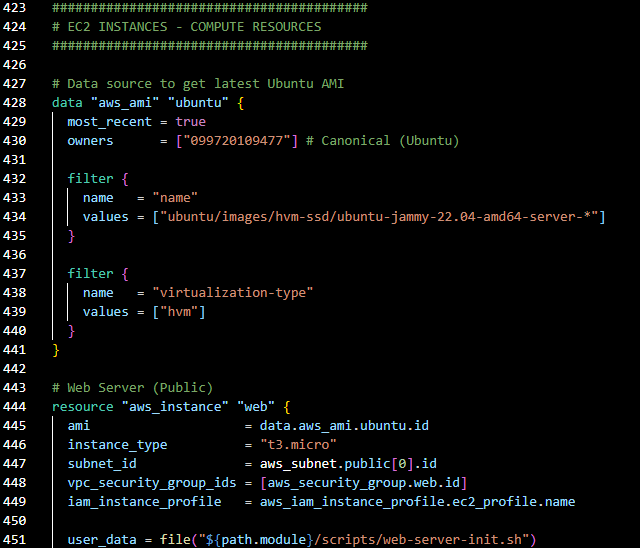 423 ##########################################
424 # EC2 INSTANCES - COMPUTE RESOURCES
425 ##########################################
426
427 # Data source to get latest Ubuntu AMI
428 data "aws_ami" "ubuntu" {
429   most_recent = true
430   owners      = ["099720109477"] # Canonical (Ubuntu)
431
432   filter {
433     name   = "name"
434     values = ["ubuntu/images/hvm-ssd/ubuntu-jammy-22.04-amd64-server-*"]
435   }
436
437   filter {
438     name   = "virtualization-type"
439     values = ["hvm"]
440   }
441 }
442
443 # Web Server (Public)
444 resource "aws_instance" "web" {
445   ami                    = data.aws_ami.ubuntu.id
446   instance_type          = "t3.micro"
447   subnet_id              = aws_subnet.public[0].id
448   vpc_security_group_ids = [aws_security_group.web.id]
449   iam_instance_profile   = aws_iam_instance_profile.ec2_profile.name
450
451   user_data = file("${path.module}/scripts/web-server-init.sh")